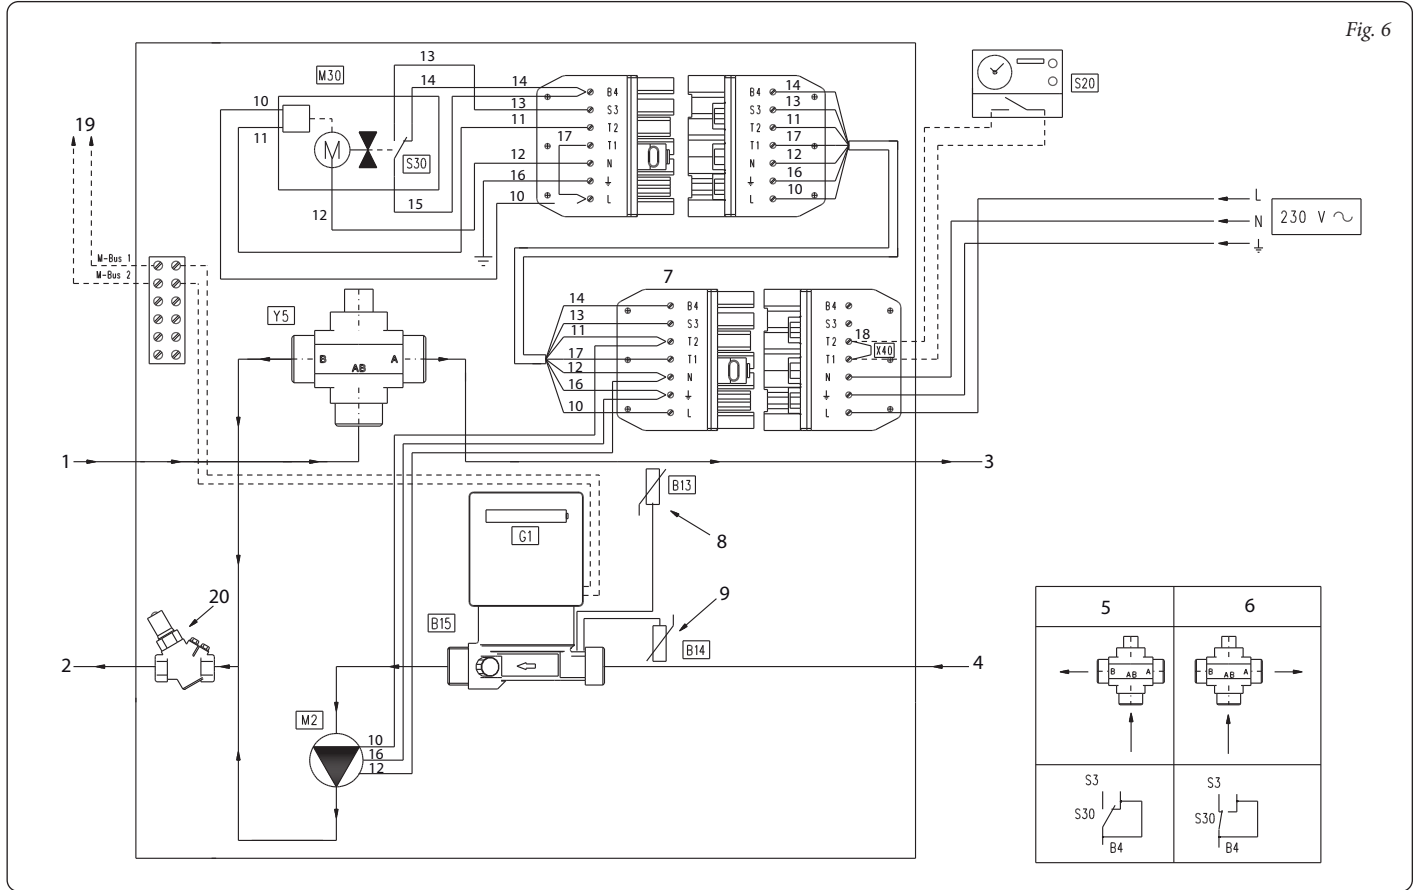 Fig. 6
13
M30
14
14
B4
B4
14
S20
10
13
S3
S3
13
19
11
11
T2
T2
11
M
17
T1
T1
17
S30
12
N
N
12
16
16
12
15
10
L
L
10
L
N
230 V
M-Bus 1
M-Bus 2
7
14
B4
B4
Y5
13
S3
S3
11
T2
T2
18
X40
B
A
AB
17
T1
T1
12
N
N
16
10
L
L
1
3
B13
G1
8
9
20
B15
B14
2
4
M2
10
16
12
5
6
B
AB
A
B
AB
A
S3
S3
S30
S30
B4
B4